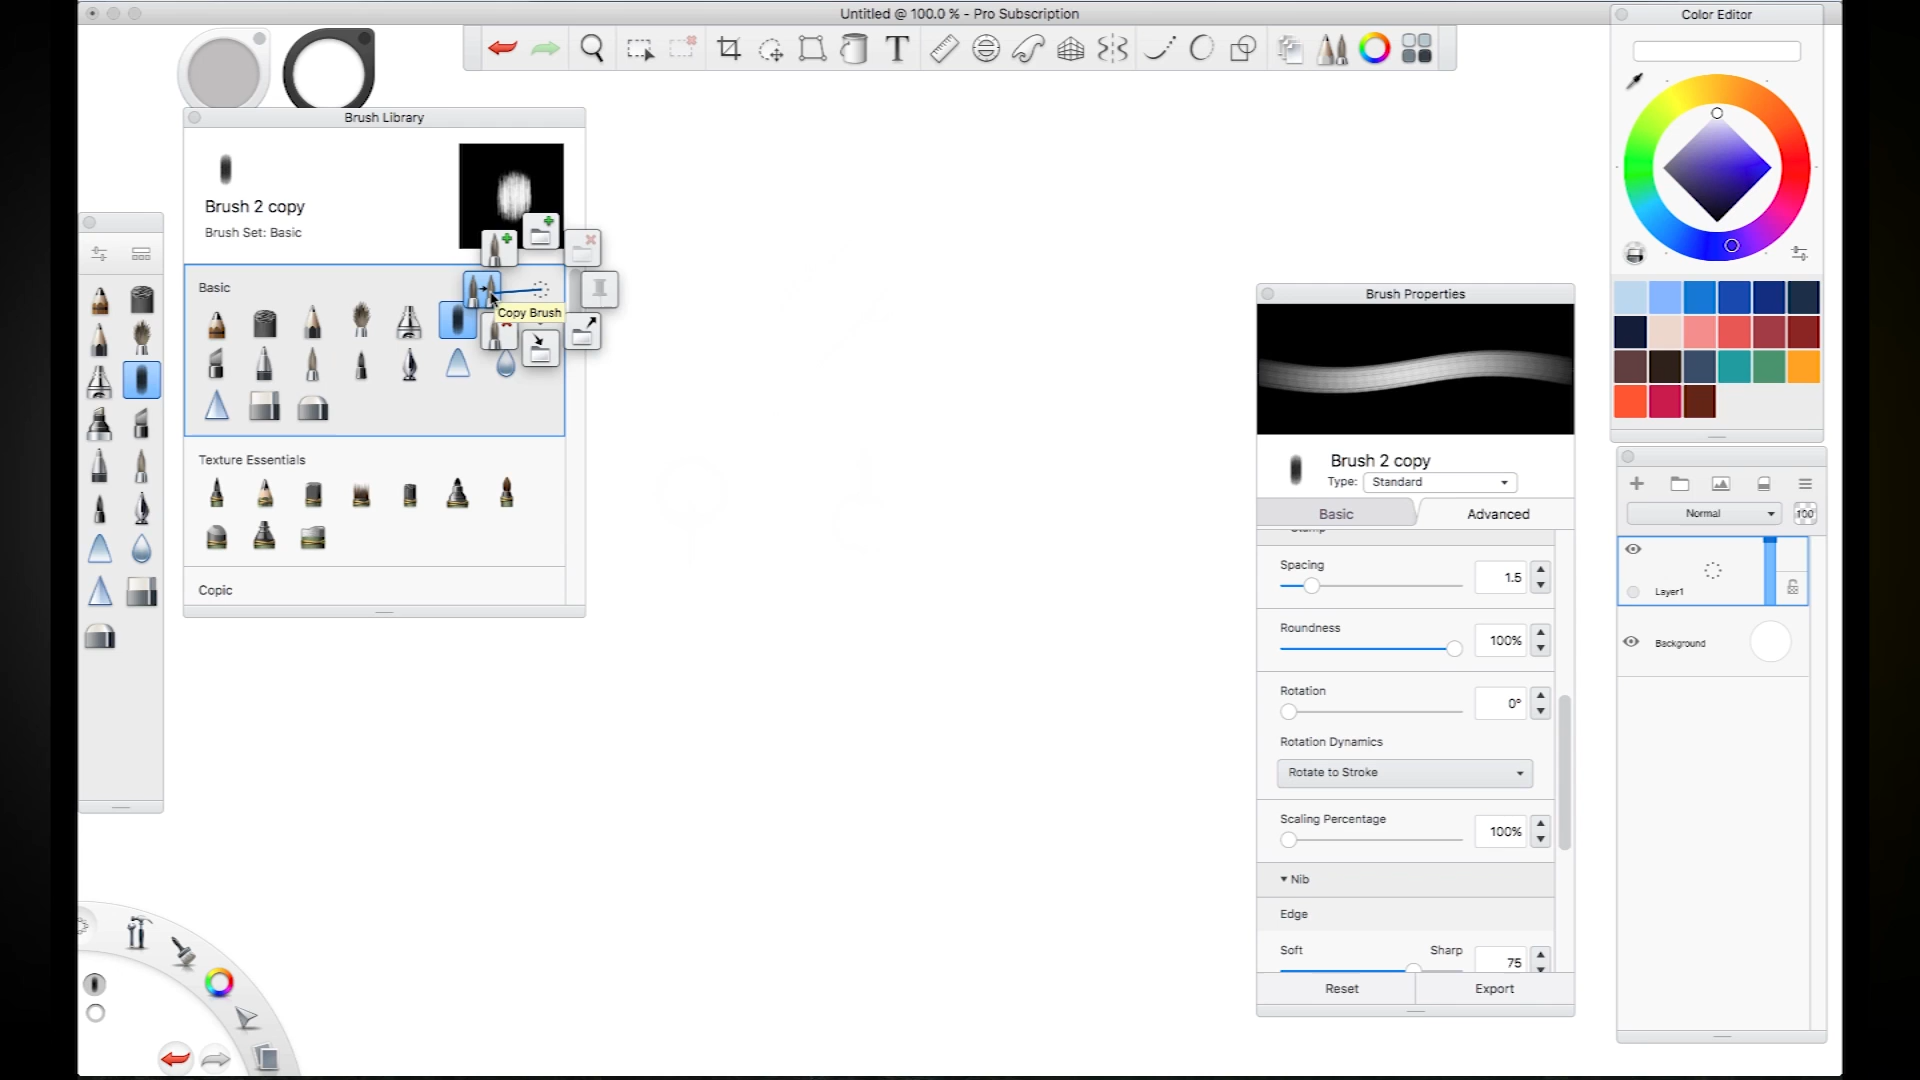 Untitled @ 100.0 % - Pro Subscription
Color Editor
T
Brush Library
Brush 2 copy
Brush Set: Basic
Basic
Copy Brush
Texture Essentials
Copic
Brush Properties
Brush 2 copy
Type: Standard
Basic Advanced
Stamp
Spacing
1.5
Roundness
100%
Rotation
0°
Rotation Dynamics
Rotate to Stroke
Scaling Percentage
100%
Nib
Edge
Soft Sharp
75
Reset Export
Normal 100
Layer1
Background